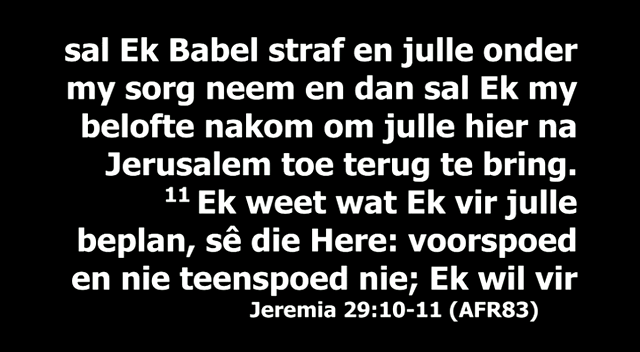 sal Ek Babel straf en julle onder
my sorg neem en dan sal Ek my
belofte nakom om julle hier na
Jerusalem toe terug te bring.
11 Ek weet wat Ek vir julle
beplan, sê die Here: voorspoed
en nie teenspoed nie; Ek wil vir
Jeremia 29:10-11 (AFR83)